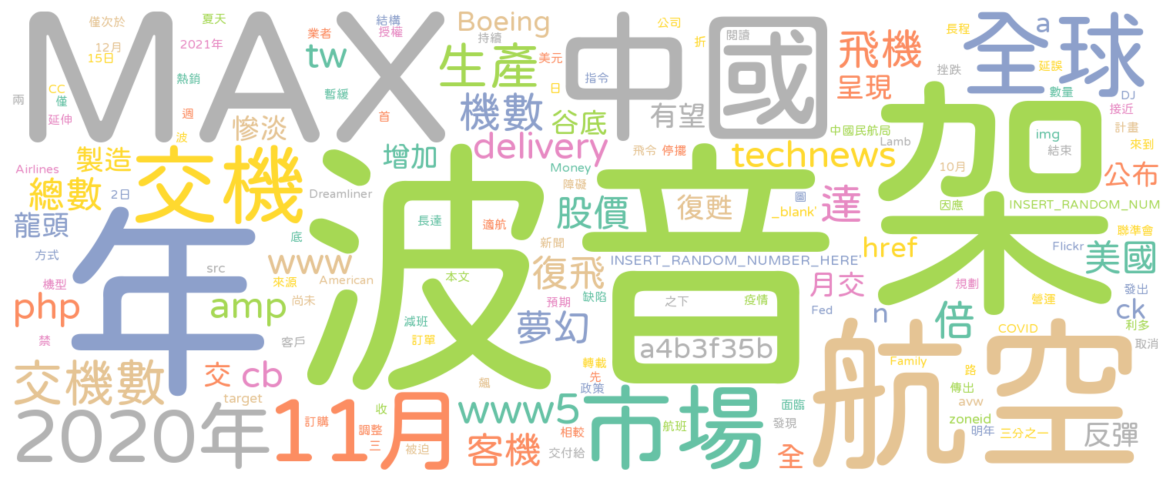 MAX
中國
全球
架
波音
年
航空
市場
11月
2020年
交機
交機數
總數
製造
龍頭
php
amp
www
cb
交
target
www5
客機
夢幻
復飛
股價
復甦
達
technews
delivery
機數
生產
谷底
Boeing
tw
持續
增加
慘淡
有望
飛機
呈現
公布
美國
href
月交
n
倍
ck
反彈
全
a4b3f35b
INSERT_RANDOM_NUMBER_HERE'
INSERT_RANDOM_NUM
僅次於
12月
15日
CC
兩
僅
延伸
夏天
2021年
熱銷
週
波
業者
首
結構
授權
暫緩
美元
指令
日
公司
折
閱讀
長程
a
延誤
挫跌
數量
DJ
接近
計畫
來到
中國民航局
Lamb
img
結束
10月
因應
聯準會
Flickr
規劃
營運
發出
利多
取消
COVID
路
Family
傳出
avw
zoneid
明年
三分之一
面臨
發現
Fed
疫情
之下
圖
_blank'
飛令
停擺
Money
障礙
新聞
預期
缺陷
轉載
先
政策
航班
相較
交付給
飆
被迫
收
三
調整
訂購
訂單
減班
本文
適航
長達
底
Dreamliner
American
來源
尚未
客戶
src
2日
方式
機型
禁
Airlines